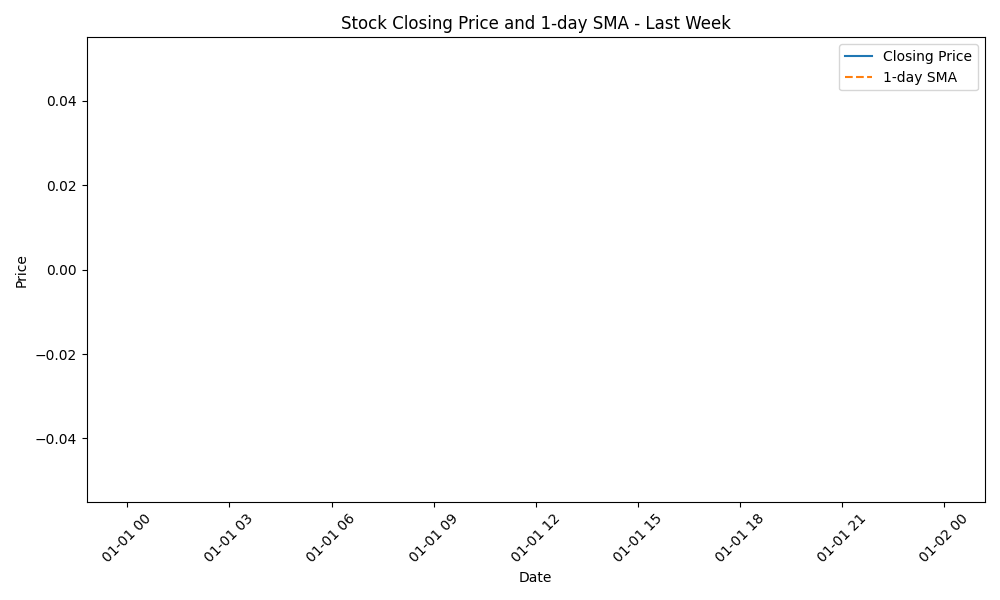 Stock Closing Price and 1-day SMA - Last Week
Closing Price
1-day SMA
Price
0.04
0.02
0.00
−0.02
−0.04
01-01 00
01-01 03
01-01 06
01-01 09
01-01 12
01-01 15
01-01 18
01-01 21
01-02 00
Date